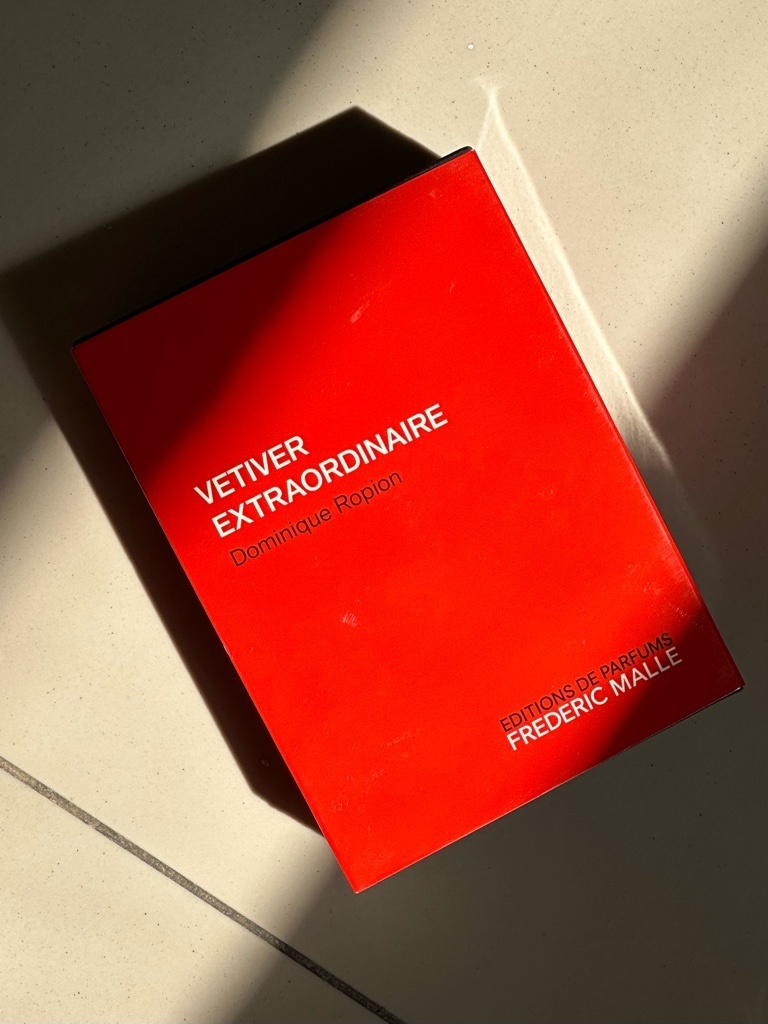 VETIVER
EXTRAORDINAIRE
Dominique Ropion
EDITIONS DE PARFUMS
FREDERIC MALLE